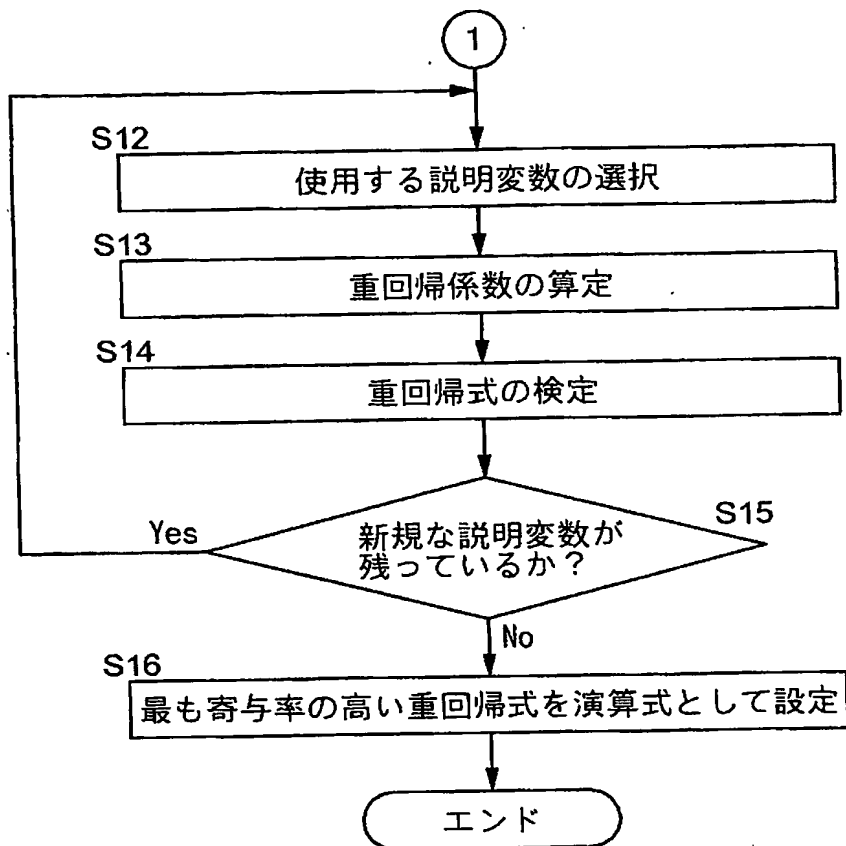 1
S12
使用する説明変数の選択
S13
重回帰係数の算定
S14
重回帰式の検定
S15
新規な説明変数が
残っているか?
Yes
No
S16
最も寄与率の高い重回帰式を演算式として設定
エンド